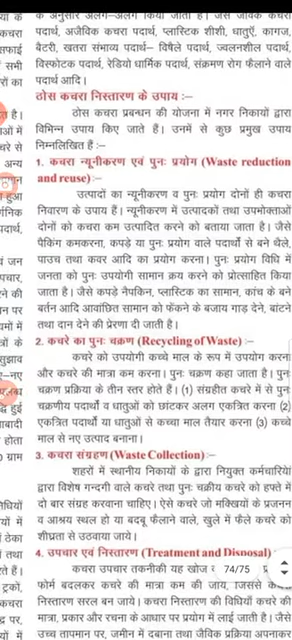 के अनुसार अलग-अलग किया जाता है। जैसे जैविक कचरा
पदार्थ, अजैविक कचरा पदार्थ, प्लास्टिक शीशी, धातुऐं, कागज,
बैटरी, खतरा संभाव्य पदार्थ– विषैले पदार्थ, ज्वलनशील पदार्थ,
विस्फोटक पदार्थ, रेडियो धार्मिक पदार्थ, संक्रमण रोग फैलाने वाले
पदार्थ आदि।
ठोस कचरा निस्तारण के उपाय :–
ठोस कचरा प्रबन्धन की योजना में नगर निकायों द्वारा
विभिन्न उपाय किए जाते हैं। उनमें से कुछ प्रमुख उपाय
निम्नलिखित हैं :–
1. कचरा न्यूनीकरण एवं पुनः प्रयोग (Waste reduction
and reuse) :–
उत्पादों का न्यूनीकरण व पुनः प्रयोग दोनों ही कचरा
निवारण के उपाय हैं। न्यूनीकरण में उत्पादकों तथा उपभोक्ताओं
दोनों को कचरा कम उत्पादित करने को बताया जाता है। जैसे
पैकिंग कमकरना, कपड़े या पुनः प्रयोग वाले पदार्थो से बने थैले,
पाउच तथा कवर आदि का प्रयोग करना। पुनः प्रयोग विधि में
जनता को पुनः उपयोगी सामान क्रय करने को प्रोत्साहित किया
जाता है। जैसे कपड़े नैपकिन, प्लास्टिक का सामान, कांच के बने
बर्तन आदि आवांछित सामान को फेंकने के बजाय गाड़ देने, बांटने
तथा दान देने की प्रेरणा दी जाती है।
2. कचरे का पुनः चक्रण (Recycling of Waste) :–
कचरे को उपयोगी कच्चे माल के रूप में उपयोग करना
और कचरे की मात्रा कम करना। पुनः चक्रण कहा जाता है। पुनः
चक्रण प्रक्रिया के तीन स्तर होते हैं। (1) संग्रहीत कचरे में से पुनः
चक्रणीय पदार्थो व धातुओं को छांटकर अलग एकत्रित करना (2)
एकत्रित पदार्थो या धातुओं से कच्चा माल तैयार करना (3) कच्चे
माल से नए उत्पाद बनाना।
3. कचरा संग्रहण (Waste Collection) :–
शहरों में स्थानीय निकायों के द्वारा नियुक्त कर्मचारियों
द्वारा विशेष गन्दगी वाले कचरे तथा पुनः चक्रीय कचरे को हफ्ते में
दो बार संग्रह करवाना चाहिए। ऐसे कचरे जो मक्खियों के प्रजनन
व आश्रय स्थल हो या बदबू फैलाने वाले, खुले में फैले कचरे को
शीघ्रता से उठवाया जाये।
4. उपचार एवं निस्तारण (Treatment and Disposal) :–
कचरा उपचार तकनीकी यह खोज
74/75
फोर्म बदलकर कचरे की मात्रा कम की जाय, जिससे कचरे
निस्तारण सरल बन जाये। कचरा निस्तारण की विधियाँ कचरे की
मात्रा, प्रकार और रचना के आधार पर प्रयोग में लाई जाती है। जैसे
उच्च तापमान पर, जमीन में दबाना तथा जैविक प्रक्रिया अपनाकर